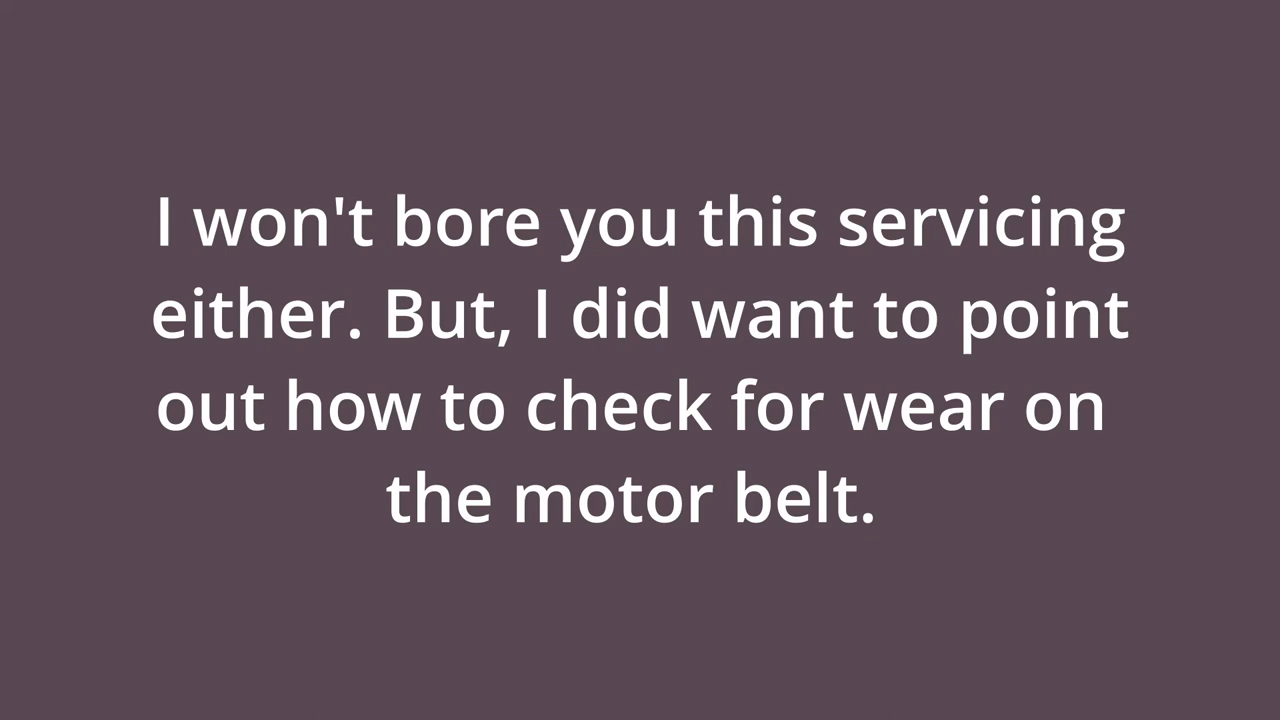 I won't bore you this servicing
either. But, I did want to point
out how to check for wear on
the motor belt.